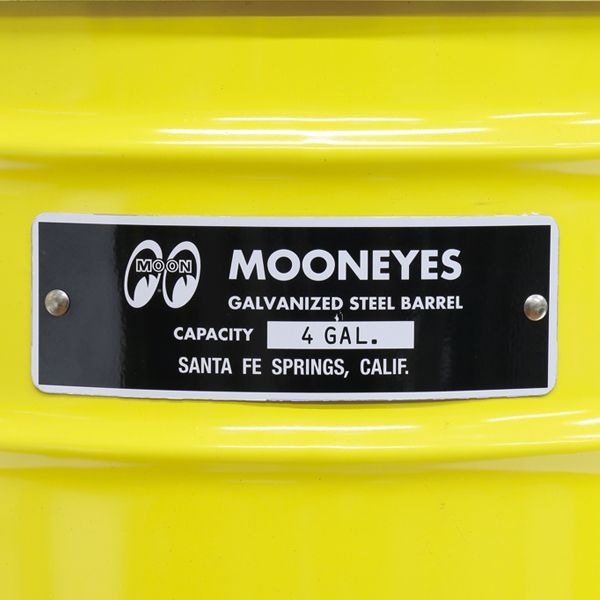 MOON
MOONEYES
GALVANIZED STEEL BARREL
CAPACITY 4 GAL.
SANTA FE SPRINGS, CALIF.